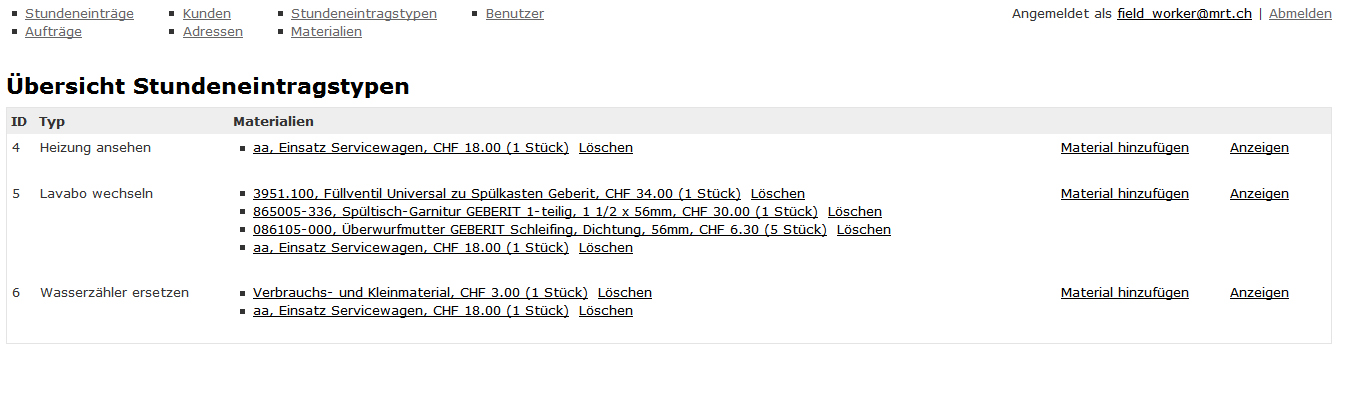 Stundeneinträge Kunden Stundeneintragstypen Benutzer Angemeldet als field_worker@mrt.ch | Abmelden
Aufträge Adressen Materialien
Übersicht Stundeneintragstypen
ID Typ Materialien
4 Heizung ansehen aa, Einsatz Servicewagen, CHF 18.00 (1 Stück) Löschen Material hinzufügen Anzeigen
5 Lavabo wechseln 3951.100, Füllventil Universal zu Spülkasten Geberit, CHF 34.00 (1 Stück) Löschen Material hinzufügen Anzeigen
865005-336, Spültisch-Garnitur GEBERIT 1-teilig, 1 1/2 x 56mm, CHF 30.00 (1 Stück) Löschen
086105-000, Überwurfmutter GEBERIT Schleifing, Dichtung, 56mm, CHF 6.30 (5 Stück) Löschen
aa, Einsatz Servicewagen, CHF 18.00 (1 Stück) Löschen
6 Wasserzähler ersetzen Verbrauchs- und Kleinmaterial, CHF 3.00 (1 Stück) Löschen Material hinzufügen Anzeigen
aa, Einsatz Servicewagen, CHF 18.00 (1 Stück) Löschen